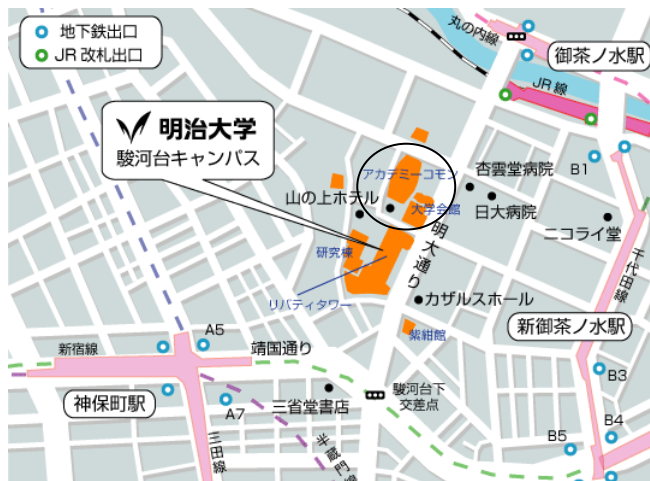 地下鉄出口
JR 改札出口
丸の内線
御茶ノ水駅
JR 線
明治大学
駿河台キャンパス
アカデミーコモン
杏雲堂病院
B1
山の上ホテル
大学会館
日大病院
ニコライ堂
明大通り
研究棟
千代田線
リバティタワー
カザルスホール
新御茶ノ水駅
紫紺館
A5
新宿線
靖国通り
神保町駅
A7
三省堂書店
駿河台下
交差点
B3
B4
B5
三田線
半蔵門線